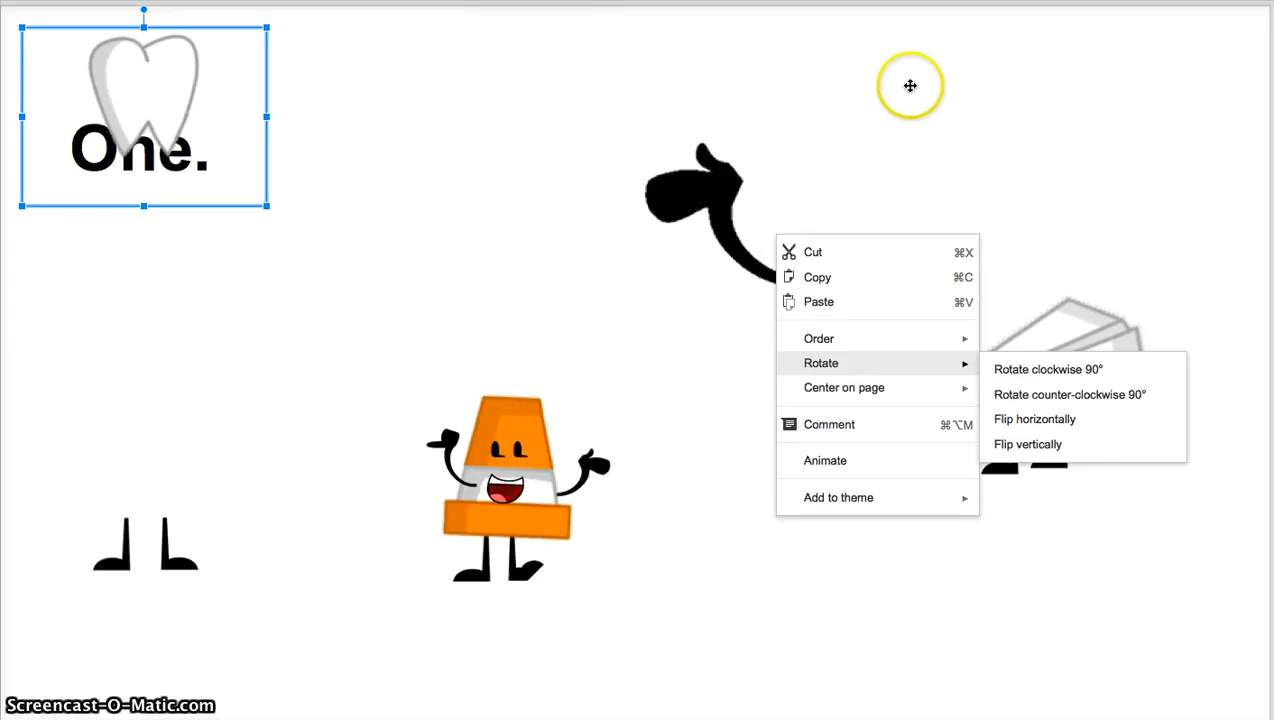 One.
Cut ⌘X
Copy ⌘C
Paste ⌘V
Order
Rotate
Center on page
Comment ⌘⌥M
Animate
Add to theme
Rotate clockwise 90°
Rotate counter-clockwise 90°
Flip horizontally
Flip vertically
Screencast-O-Matic.com